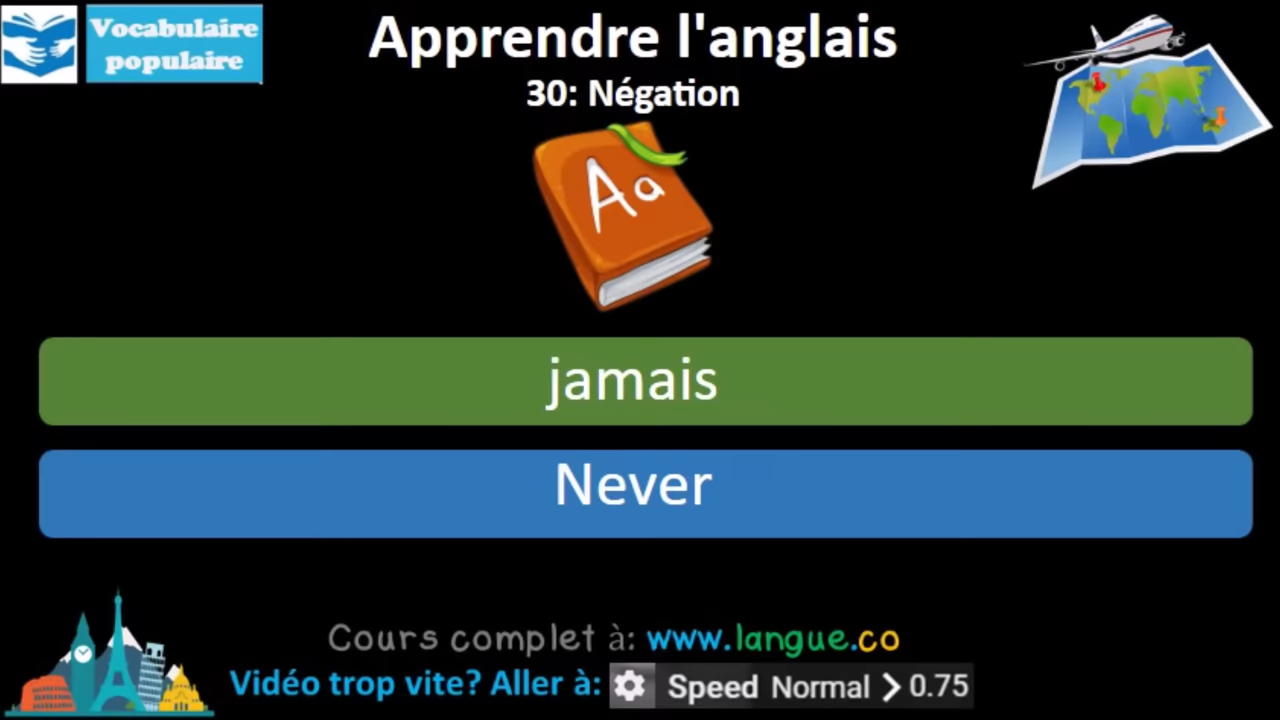 Vocabulaire
populaire
Apprendre l'anglais
30: Négation
Aa
jamais
Never
Cours complet à: www.langue.co
Vidéo trop vite? Aller à: Speed Normal > 0.75